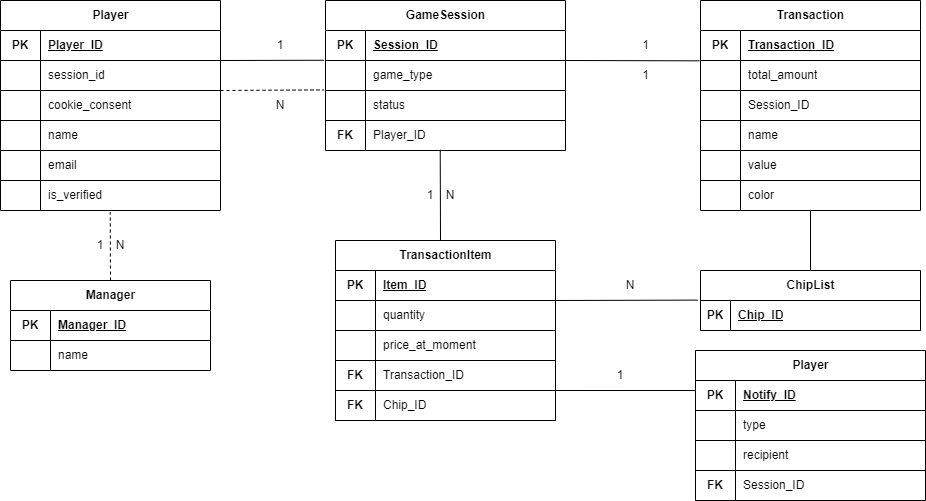 Player
PK Player_ID
session_id
cookie_consent
name
email
is_verified
1
N
GameSession
PK Session_ID
game_type
status
FK Player_ID
1
1
Transaction
PK Transaction_ID
total_amount
Session_ID
name
value
color
1 N
1 N
Manager
PK Manager_ID
name
TransactionItem
PK Item_ID
quantity
price_at_moment
FK Transaction_ID
FK Chip_ID
N
1
ChipList
PK Chip_ID
Player
PK Notify_ID
type
recipient
FK Session_ID